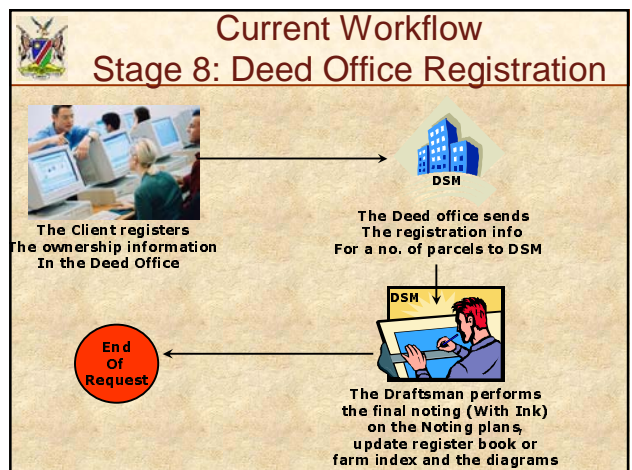 Current Workflow
Stage 8: Deed Office Registration
DSM
The Client registers
The ownership information
In the Deed Office
The Deed office sends
The registration info
For a no. of parcels to DSM
DSM
End
Of
Request
The Draftsman performs
the final noting (With Ink)
on the Noting plans,
update register book or
farm index and the diagrams